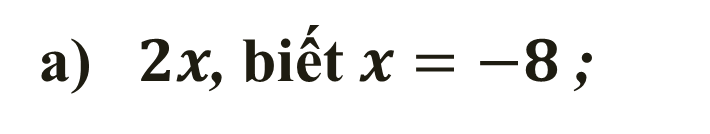 a) 2x, biết x = −8 ;